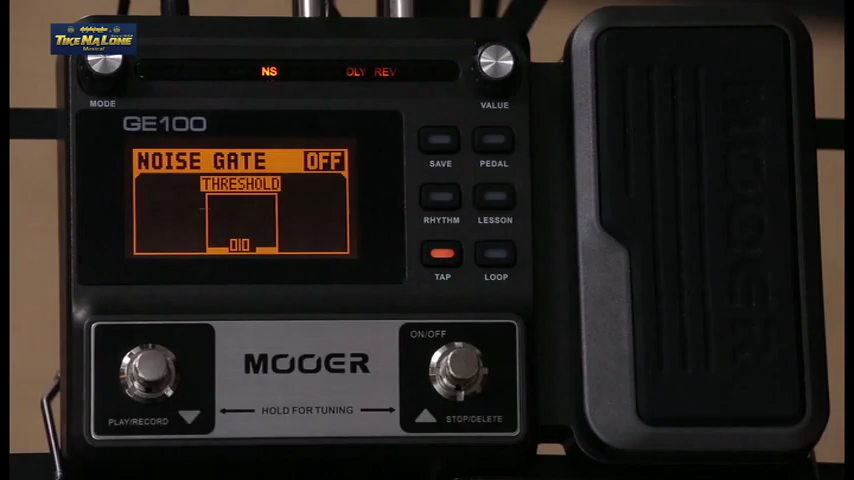 TIKE NA LONE
Musical
NS DLY REV
MODE
VALUE
GE100
NOISE GATE OFF
THRESHOLD
010
SAVE
PEDAL
RHYTHM
LESSON
TAP
LOOP
ON/OFF
MOOER
PLAY/RECORD
HOLD FOR TUNING
STOP/DELETE
MOOER